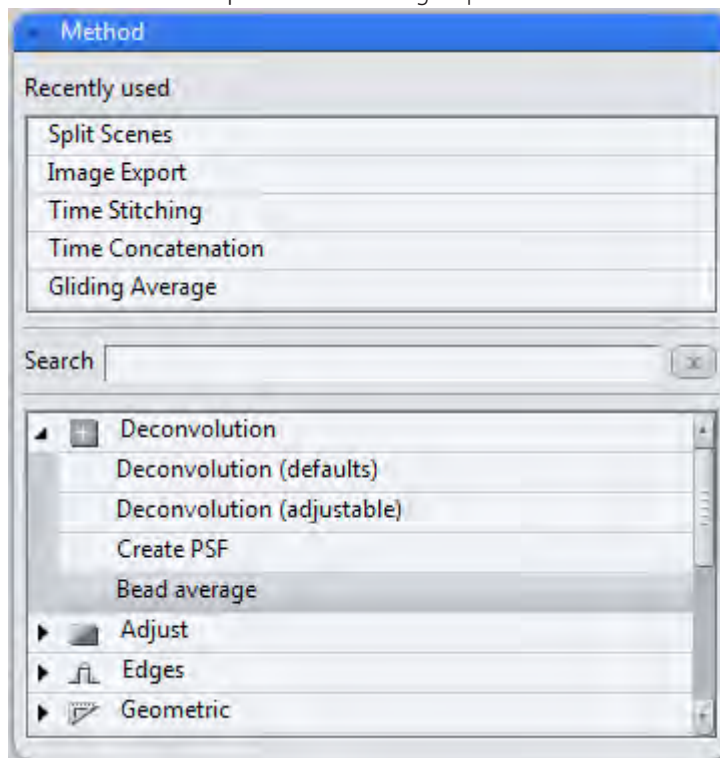 Method
Recently used
Split Scenes
Image Export
Time Stitching
Time Concatenation
Gliding Average
Search
x
Deconvolution
Deconvolution (defaults)
Deconvolution (adjustable)
Create PSF
Bead average
Adjust
Edges
Geometric